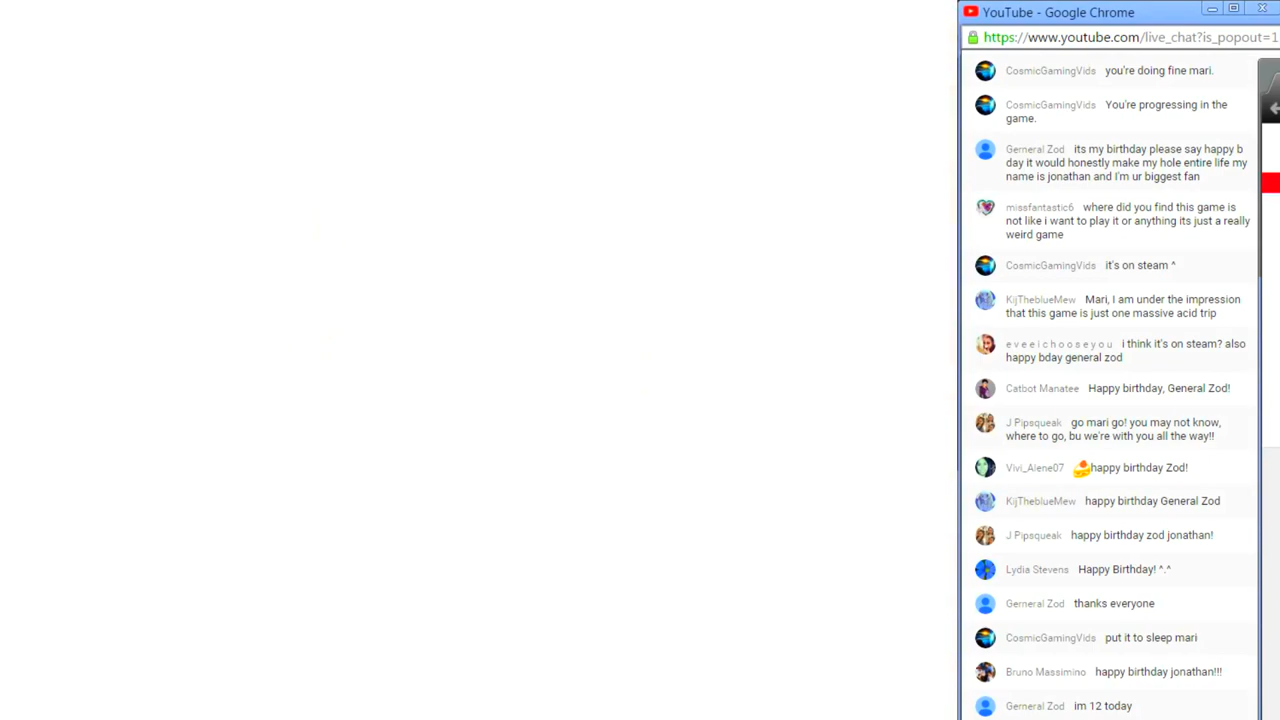 YouTube - Google Chrome
https://www.youtube.com/live_chat?is_popout=1
CosmicGamingVids you're doing fine mari.
CosmicGamingVids You're progressing in the
game.
Gerneral Zod its my birthday please say happy b
day it would honestly make my hole entire life my
name is jonathan and I'm ur biggest fan
missfantastic6 where did you find this game is
not like i want to play it or anything its just a really
weird game
CosmicGamingVids it's on steam ^
KijTheblueMew Mari, I am under the impression
that this game is just one massive acid trip
e v e e i c h o o s e y o u i think it's on steam? also
happy bday general zod
Catbot Manatee Happy birthday, General Zod!
J Pipsqueak go mari go! you may not know,
where to go, bu we're with you all the way!!
Vivi_Alene07 happy birthday Zod!
KijTheblueMew happy birthday General Zod
J Pipsqueak happy birthday zod jonathan!
Lydia Stevens Happy Birthday! ^.^
Gerneral Zod thanks everyone
CosmicGamingVids put it to sleep mari
Bruno Massimino happy birthday jonathan!!!
Gerneral Zod im 12 today